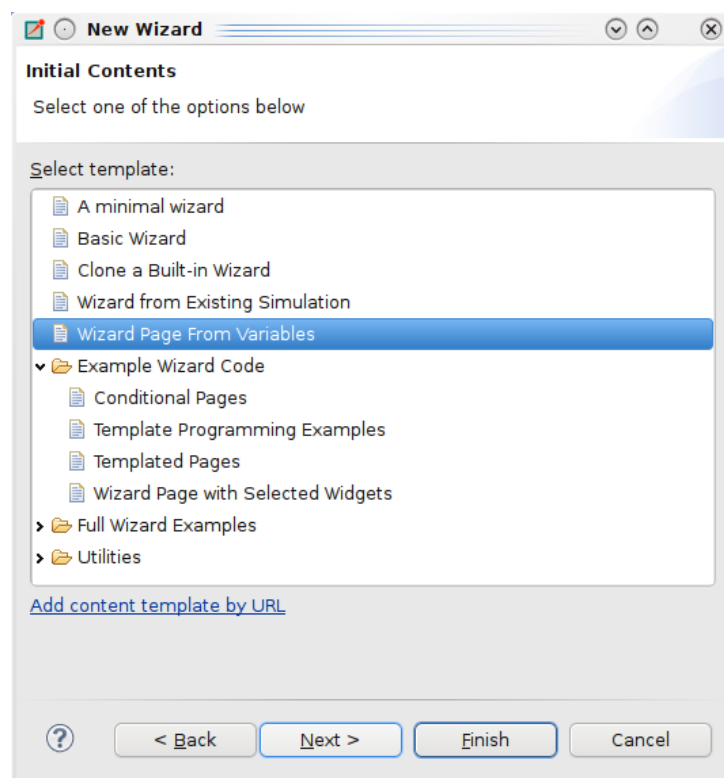 New Wizard
Initial Contents
Select one of the options below
Select template:
A minimal wizard
Basic Wizard
Clone a Built-in Wizard
Wizard from Existing Simulation
Wizard Page From Variables
Example Wizard Code
Conditional Pages
Template Programming Examples
Templated Pages
Wizard Page with Selected Widgets
Full Wizard Examples
Utilities
Add content template by URL
? < Back Next > Finish Cancel